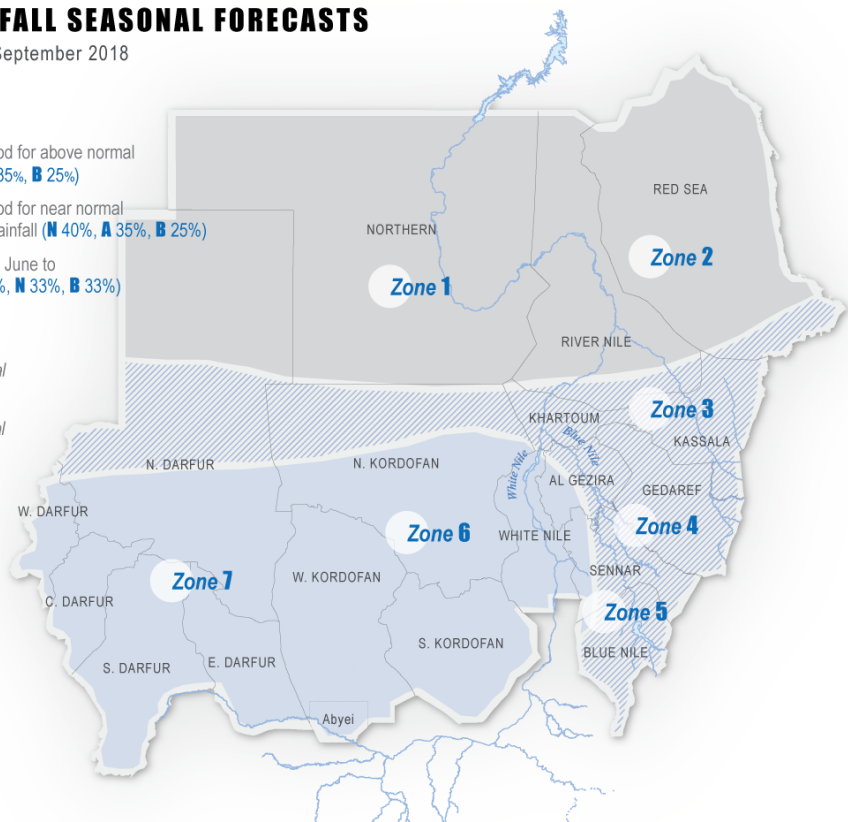 FALL SEASONAL FORECASTS
September 2018
od for above normal
35%, B 25%)
od for near normal
ainfall (N 40%, A 35%, B 25%)
June to
%, N 33%, B 33%)
al
al
RED SEA
NORTHERN
Zone 2
Zone 1
RIVER NILE
Zone 3
KHARTOUM
KASSALA
Blue Nile
White Nile
N. DARFUR
N. KORDOFAN
AL GEZIRA
GEDAREF
W. DARFUR
Zone 6
Zone 4
WHITE NILE
SENNAR
Zone 7
W. KORDOFAN
C. DARFUR
Zone 5
S. KORDOFAN
BLUE NILE
S. DARFUR
E. DARFUR
Abyei